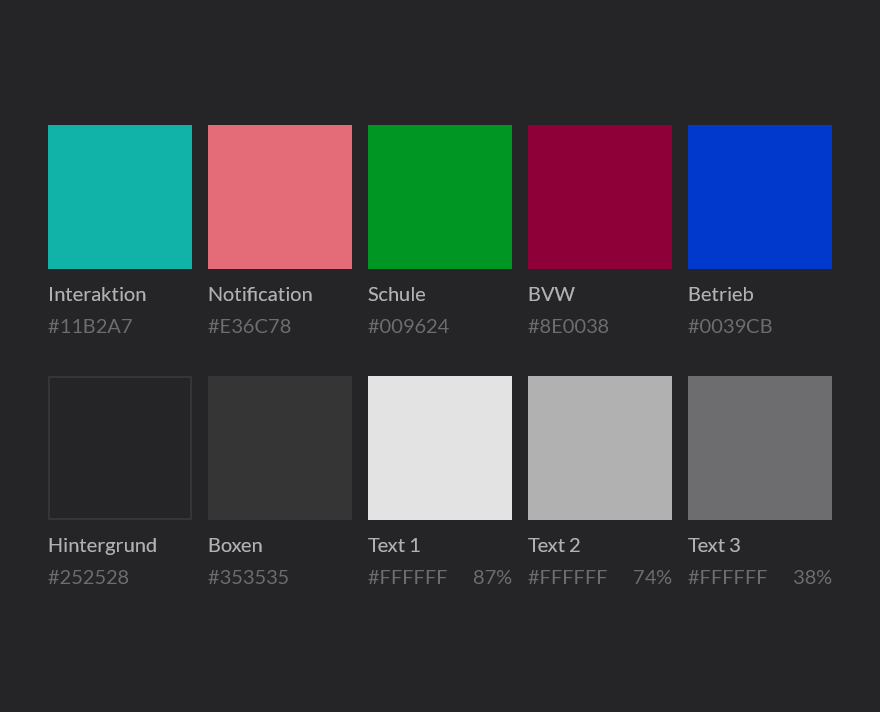 Interaktion Notification Schule BVW Betrieb
#11B2A7 #E36C78 #009624 #8E0038 #0039CB
Hintergrund Boxen Text 1 Text 2 Text 3
#252528 #353535 #FFFFFF 87% #FFFFFF 74% #FFFFFF 38%